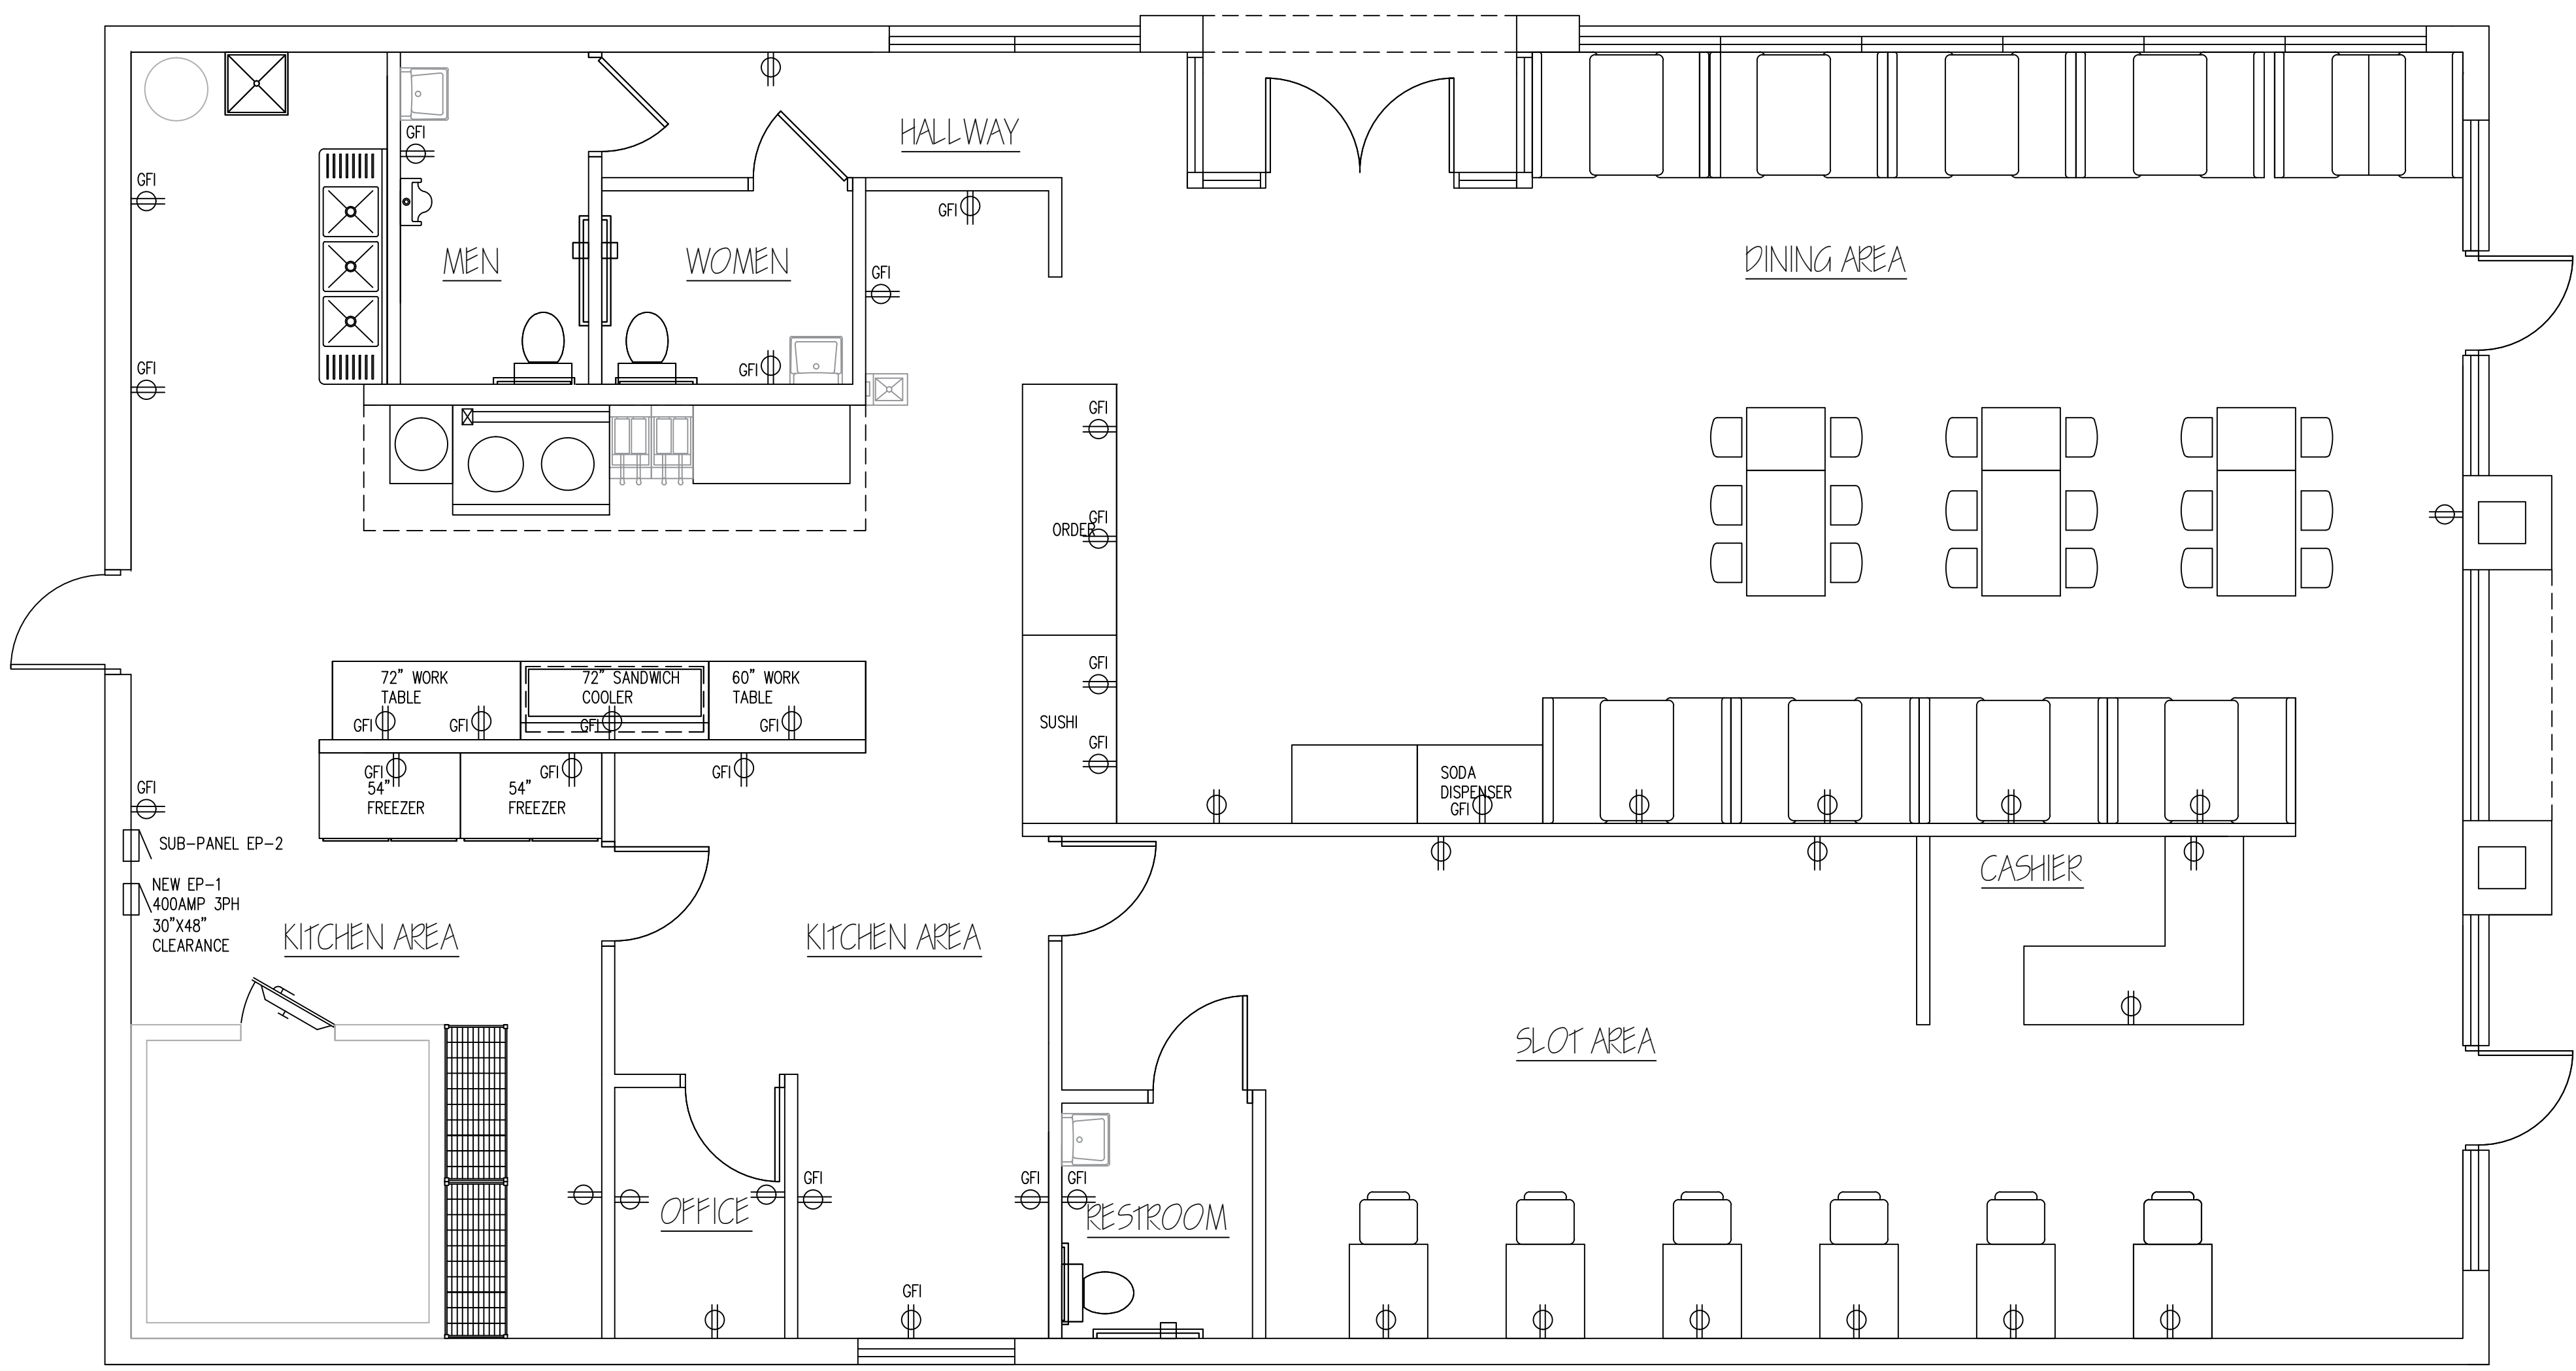 GFI
HALLWAY
GFI
GFI
MEN
WOMEN
DINING AREA
GFI
GFI
GFI
GFI
GFI
ORDER
72" WORK
TABLE
72" SANDWICH
COOLER
60" WORK
TABLE
GFI
GFI
GFI
GFI
GFI
SUSHI
GFI
GFI
GFI
GFI
54"
FREEZER
54"
FREEZER
SODA
DISPENSER
GFI
GFI
SUB-PANEL EP-2
NEW EP-1
400AMP 3PH
30"X48"
CLEARANCE
KITCHEN AREA
KITCHEN AREA
CASHIER
SLOT AREA
GFI
GFI
GFI
OFFICE
RESTROOM
GFI